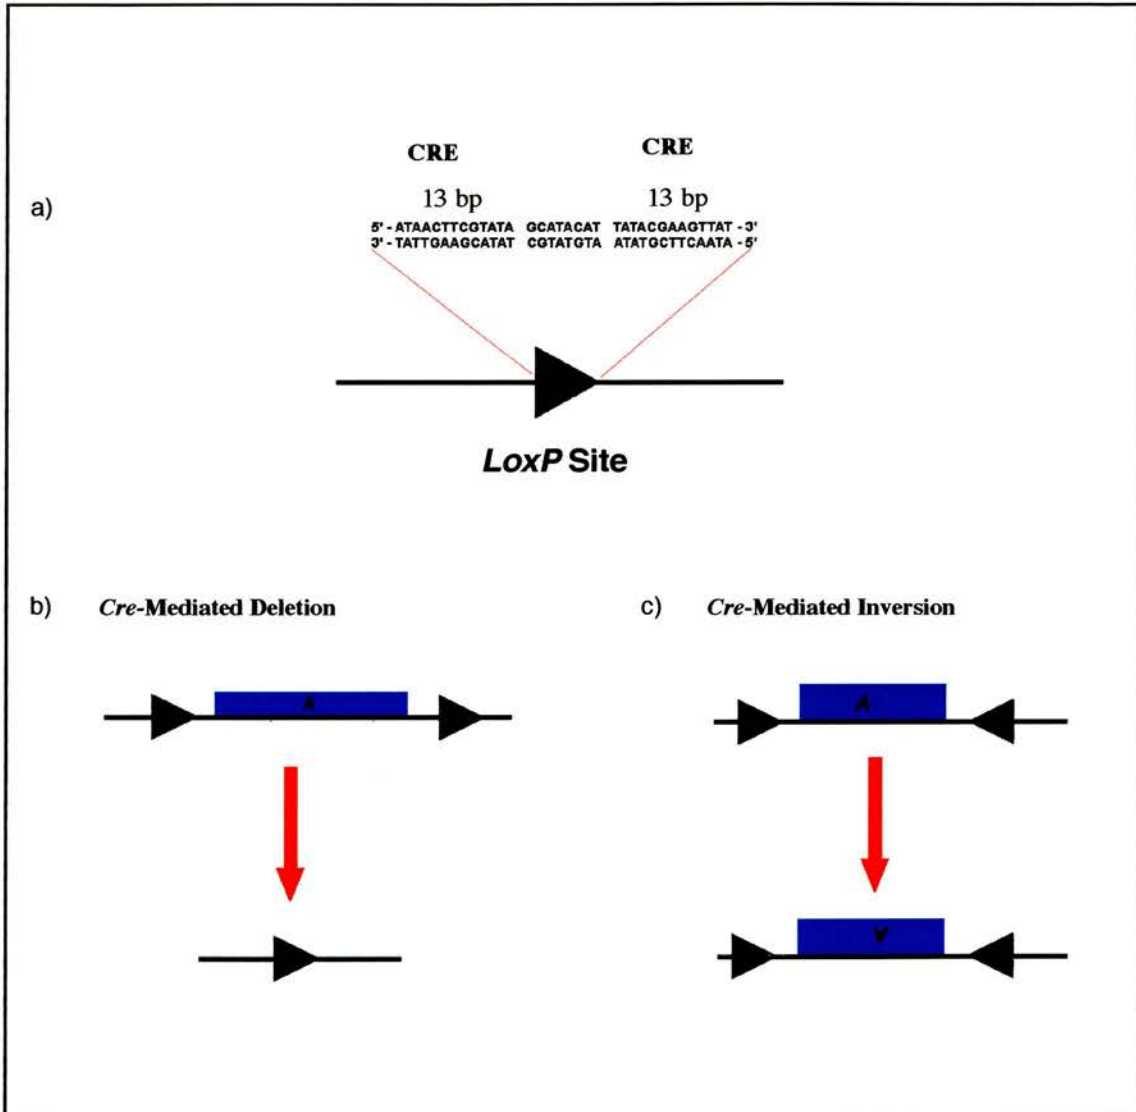 CRE CRE
a)
13 bp 13 bp
5' - ATAACTTCGTATA GCATACAT TATACGAAGTTAT - 3'
3' - TATTGAAGCATAT CGTATGTA ATATGCTTCAATA - 5'
LoxP Site
b) Cre-Mediated Deletion
c) Cre-Mediated Inversion
A
A
A